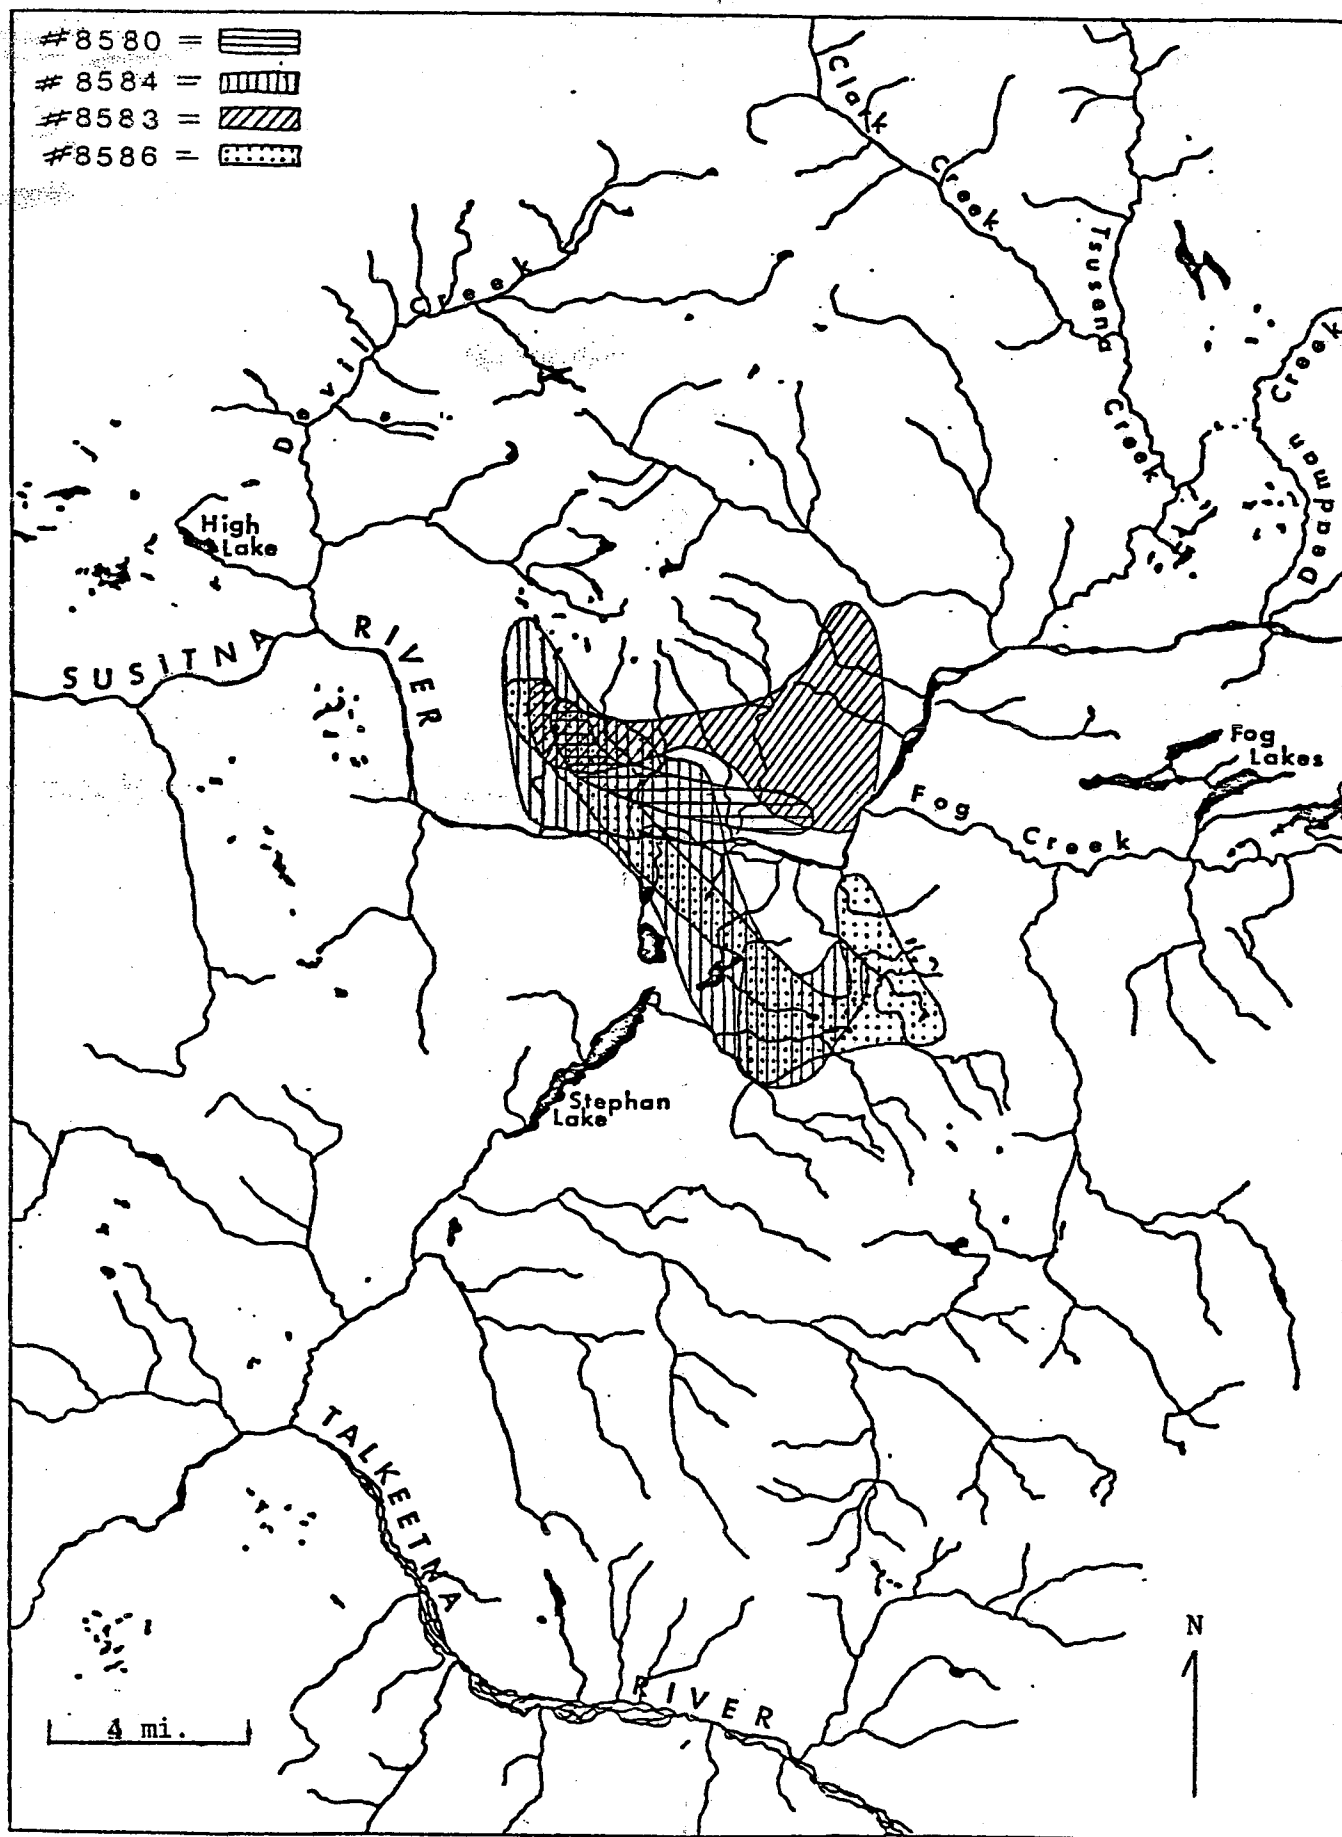 #8580 =
#8584 =
#8583 =
#8586 =
Clark Creek
Tsusena Creek
Deadman Creek
Devil Creek
High
Lake
SUSITNA RIVER
Fog
Lakes
Fog Creek
Stephan
Lake
TALKEETNA RIVER
N
4 mi.